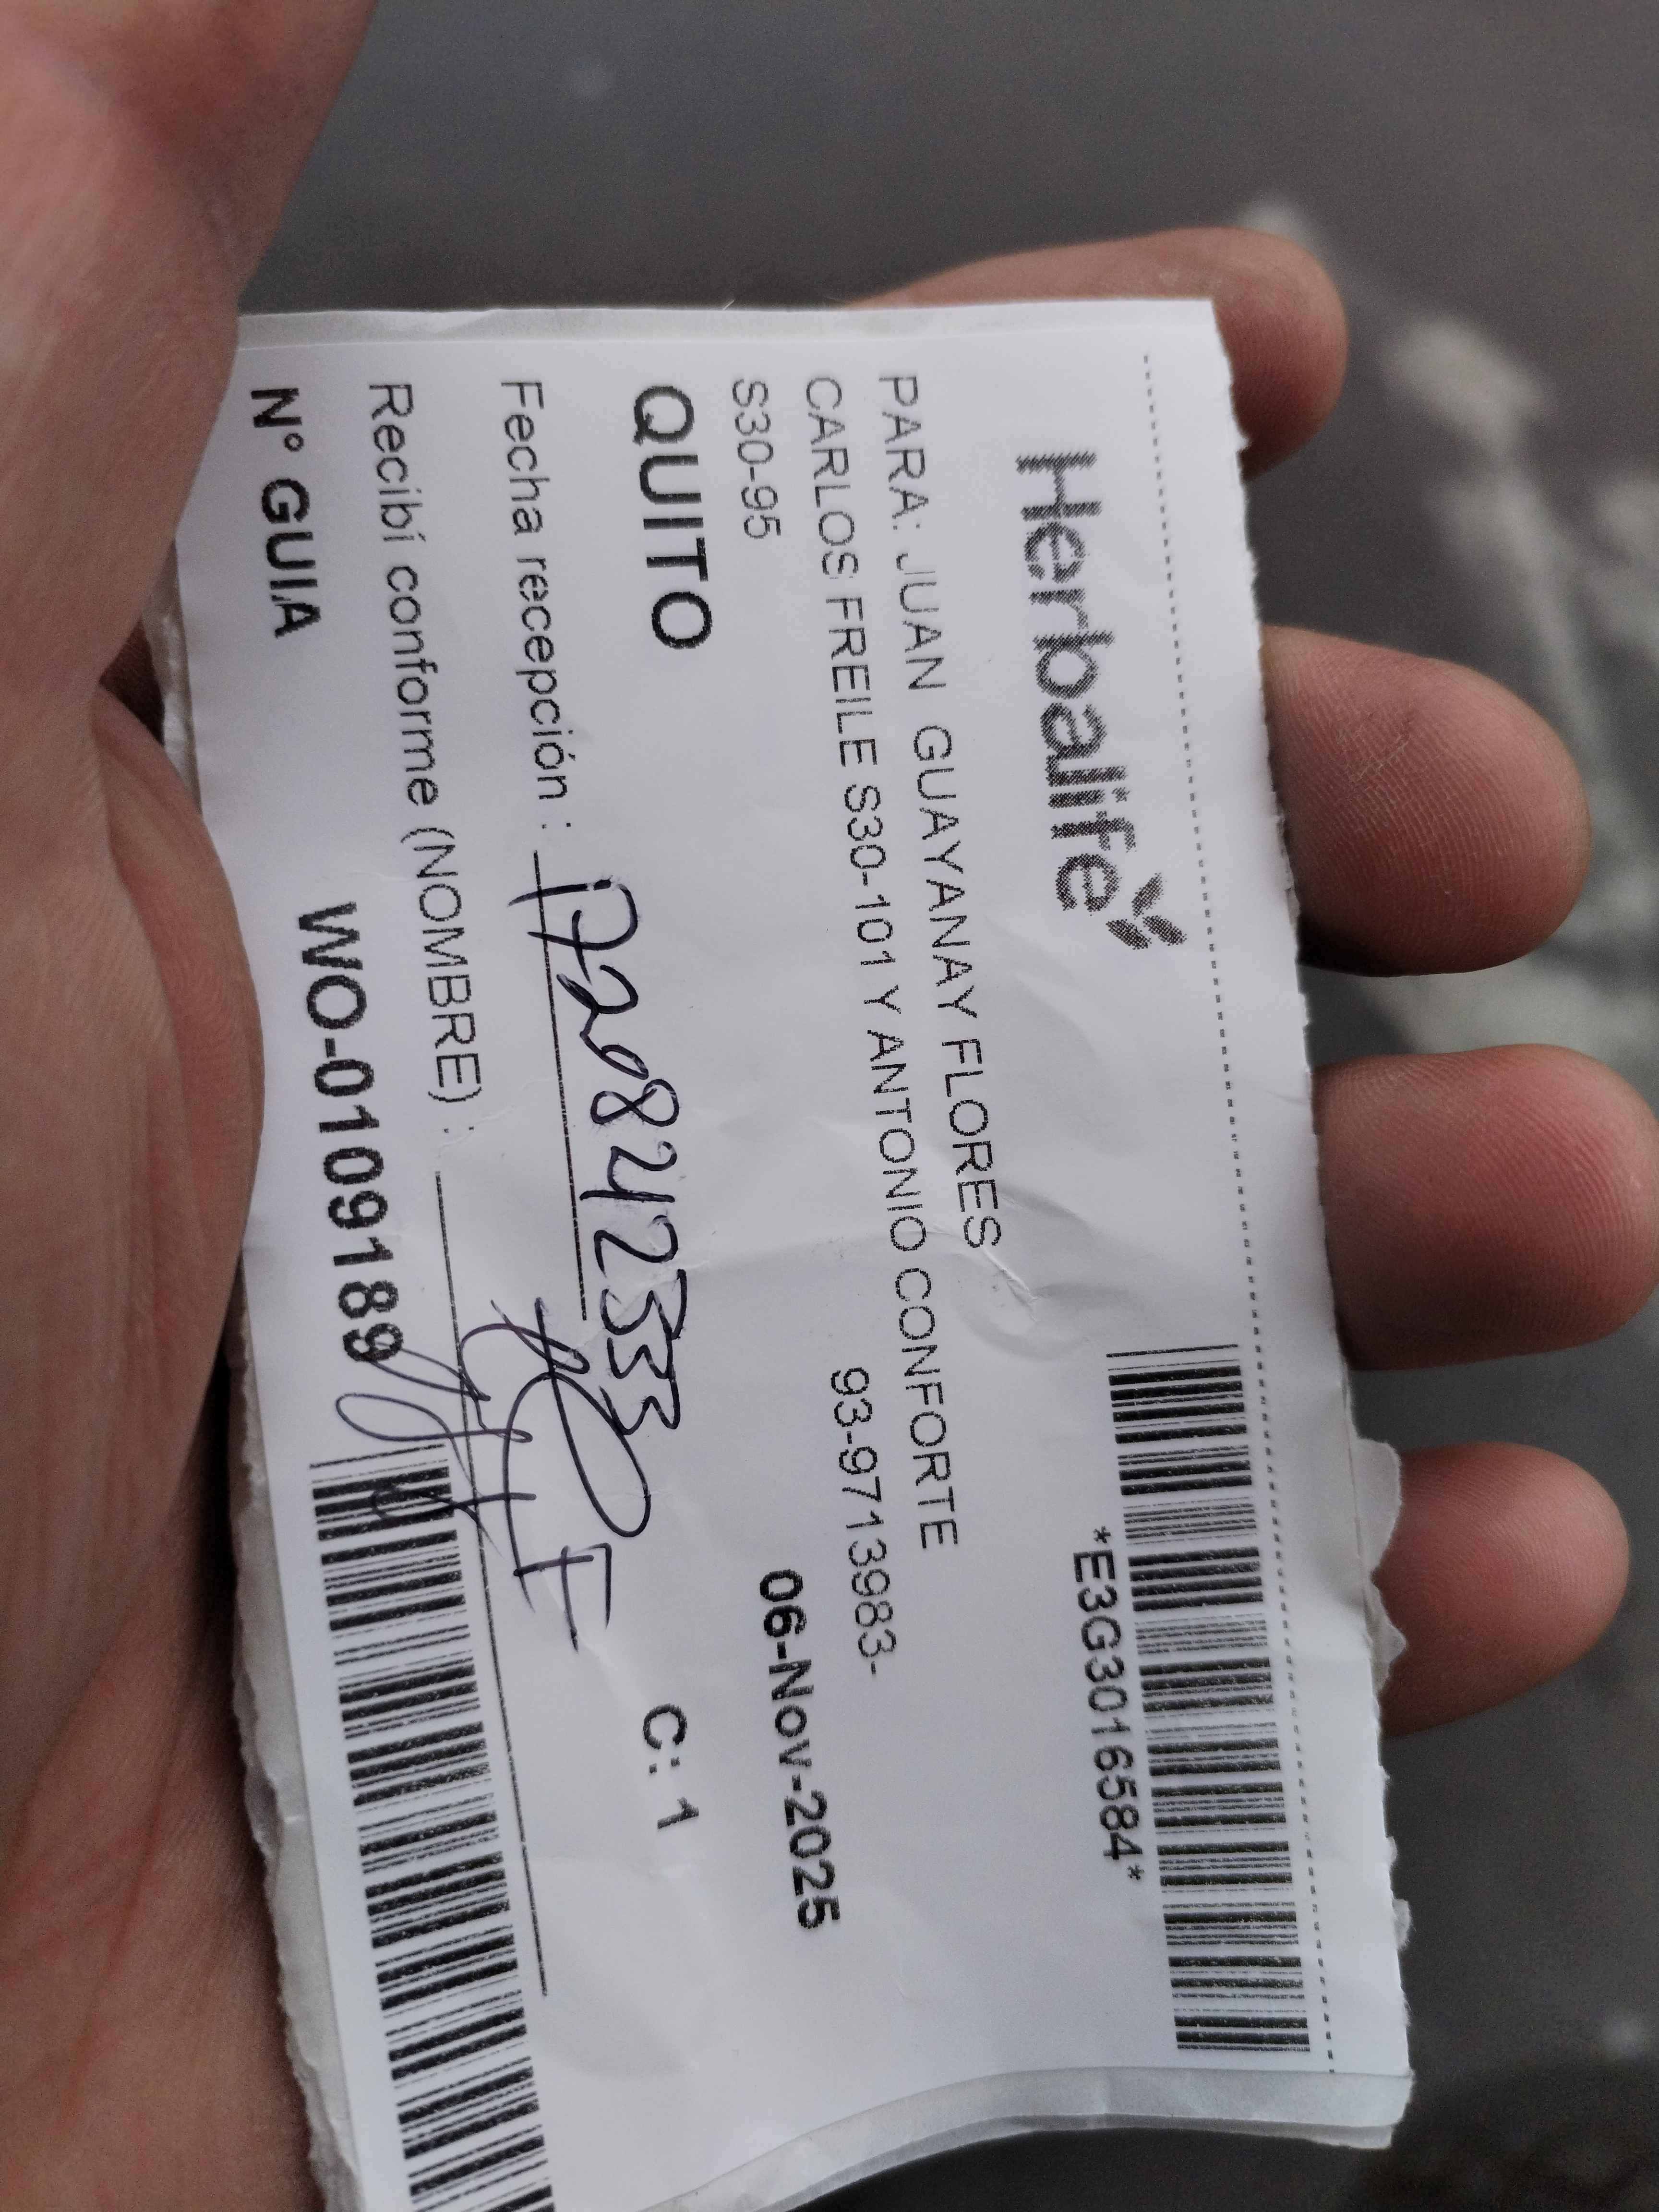 Herbalife
*E3G3016584*
PARA: JUAN GUAYANAY FLORES
CARLOS FREILE S30-101 Y ANTONIO CONFORTE
S30-95
93-9713983-
QUITO
06-Nov-2025
Fecha recepción :
C: 1
Recibí conforme (NOMBRE) :
N° GUIA
WO-0109189